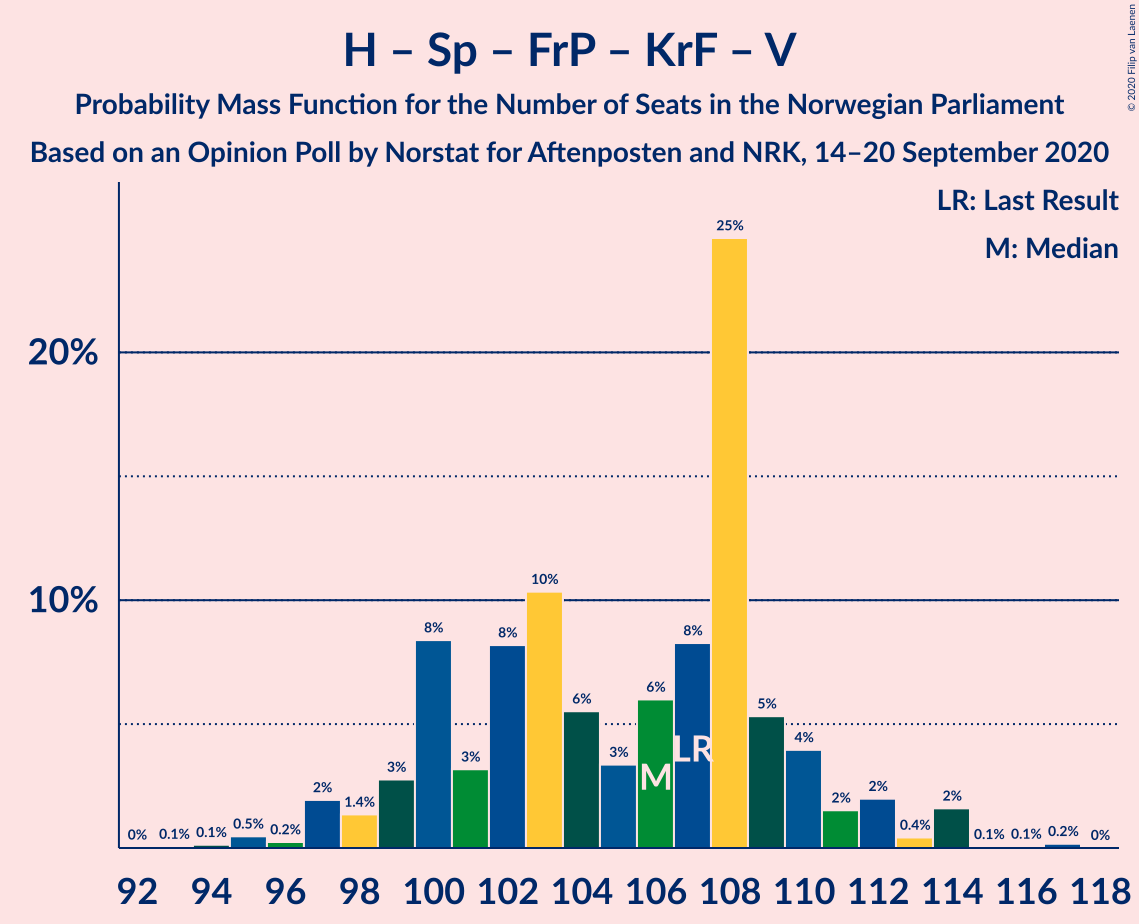 H – Sp – FrP – KrF – V
Probability Mass Function for the Number of Seats in the Norwegian Parliament
Based on an Opinion Poll by Norstat for Aftenposten and NRK, 14–20 September 2020
© 2020 Filip van Laenen
LR: Last Result
M: Median
20%
10%
0% 0.1% 0.1% 0.5% 0.2% 2% 1.4% 3% 8% 3% 8% 10% 6% 3% 6% 8% 25% 5% 4% 2% 2% 0.4% 2% 0.1% 0.1% 0.2% 0%
M LR
92 94 96 98 100 102 104 106 108 110 112 114 116 118